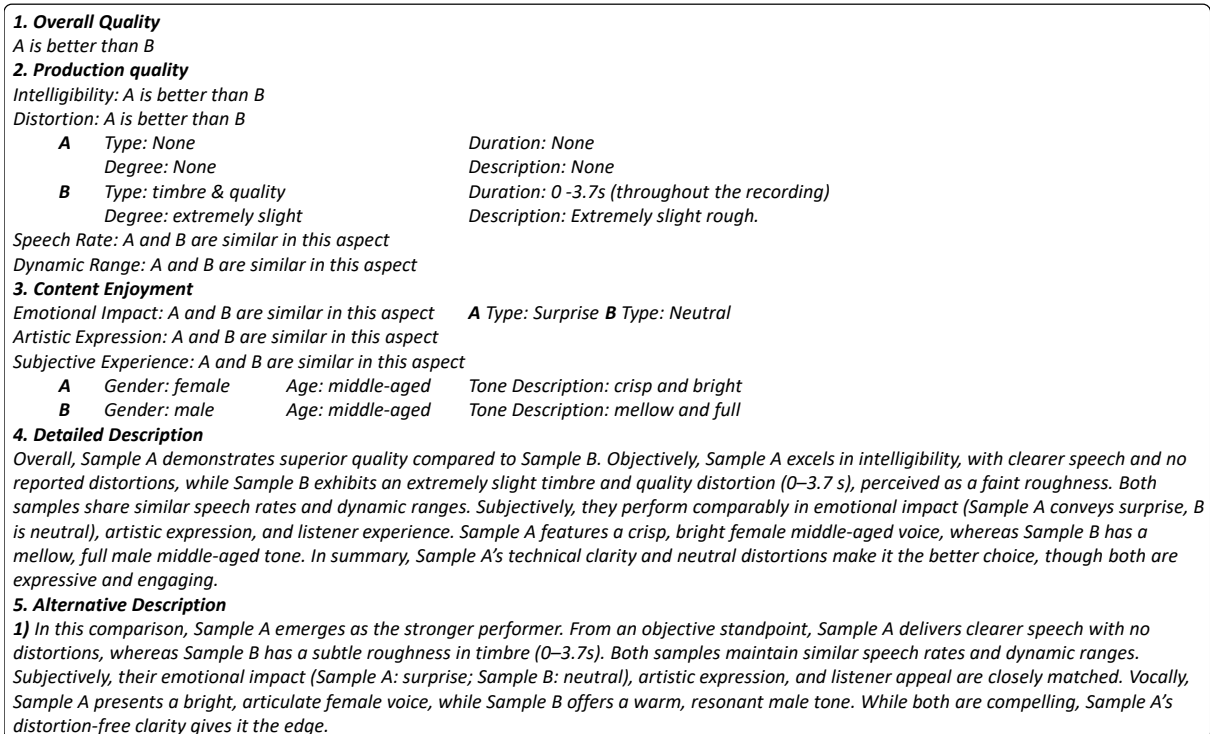 1. Overall Quality
A is better than B
2. Production quality
Intelligibility: A is better than B
Distortion: A is better than B
A Type: None Duration: None
Degree: None Description: None
B Type: timbre & quality Duration: 0 -3.7s (throughout the recording)
Degree: extremely slight Description: Extremely slight rough.
Speech Rate: A and B are similar in this aspect
Dynamic Range: A and B are similar in this aspect
3. Content Enjoyment
Emotional Impact: A and B are similar in this aspect A Type: Surprise B Type: Neutral
Artistic Expression: A and B are similar in this aspect
Subjective Experience: A and B are similar in this aspect
A Gender: female Age: middle-aged Tone Description: crisp and bright
B Gender: male Age: middle-aged Tone Description: mellow and full
4. Detailed Description
Overall, Sample A demonstrates superior quality compared to Sample B. Objectively, Sample A excels in intelligibility, with clearer speech and no
reported distortions, while Sample B exhibits an extremely slight timbre and quality distortion (0–3.7 s), perceived as a faint roughness. Both
samples share similar speech rates and dynamic ranges. Subjectively, they perform comparably in emotional impact (Sample A conveys surprise, B
is neutral), artistic expression, and listener experience. Sample A features a crisp, bright female middle-aged voice, whereas Sample B has a
mellow, full male middle-aged tone. In summary, Sample A's technical clarity and neutral distortions make it the better choice, though both are
expressive and engaging.
5. Alternative Description
1) In this comparison, Sample A emerges as the stronger performer. From an objective standpoint, Sample A delivers clearer speech with no
distortions, whereas Sample B has a subtle roughness in timbre (0–3.7s). Both samples maintain similar speech rates and dynamic ranges.
Subjectively, their emotional impact (Sample A: surprise; Sample B: neutral), artistic expression, and listener appeal are closely matched. Vocally,
Sample A presents a bright, articulate female voice, while Sample B offers a warm, resonant male tone. While both are compelling, Sample A's
distortion-free clarity gives it the edge.